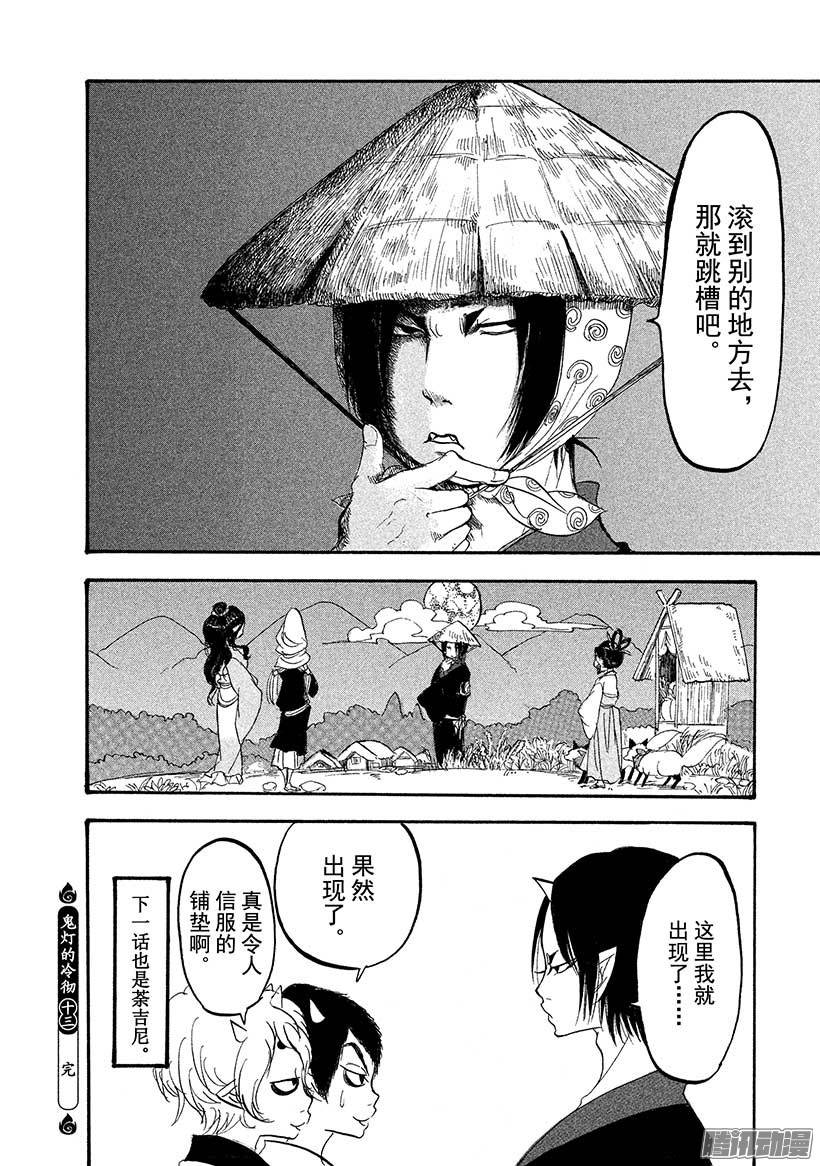 滚到别的地方去，
那就跳槽吧。
这里我就
出现了……
果然
出现了。
真是令人
信服的
铺垫啊。
下一话也是荼吉尼。
鬼灯的冷彻
十三
完
腾讯动漫